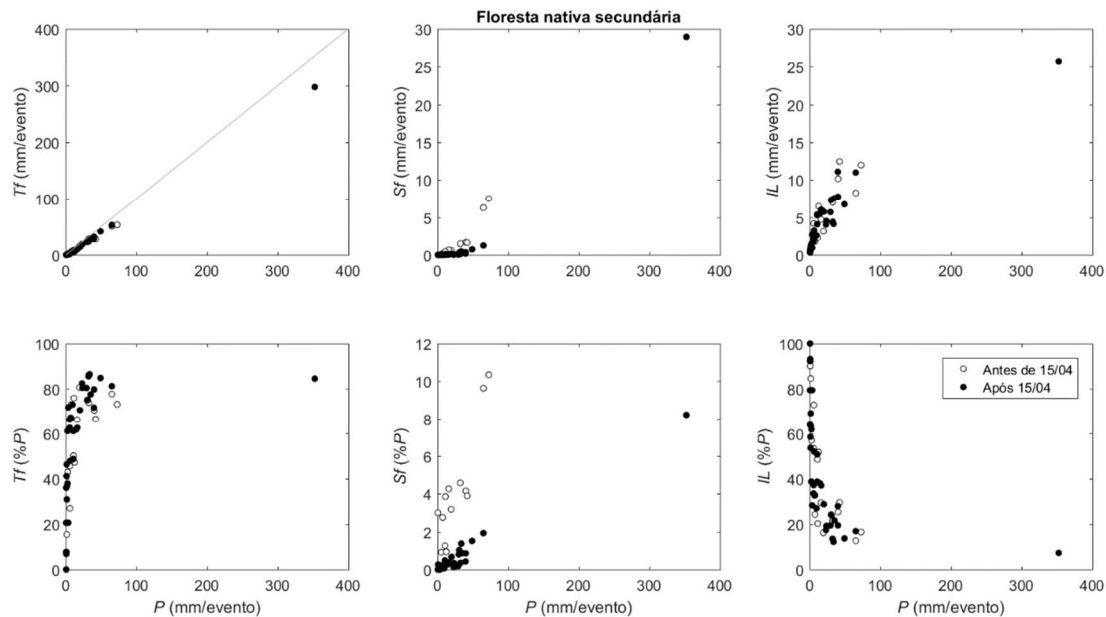 Floresta nativa secundária
Tf (mm/evento)
400
300
200
100
0
0 100 200 300 400
Sf (mm/evento)
30
25
20
15
10
5
0
0 100 200 300 400
IL (mm/evento)
30
25
20
15
10
5
0
0 100 200 300 400
Tf (%P)
100
80
60
40
20
0
0 100 200 300 400
P (mm/evento)
Sf (%P)
12
10
8
6
4
2
0
0 100 200 300 400
P (mm/evento)
IL (%P)
100
80
60
40
20
0
0 100 200 300 400
P (mm/evento)
Antes de 15/04
Após 15/04